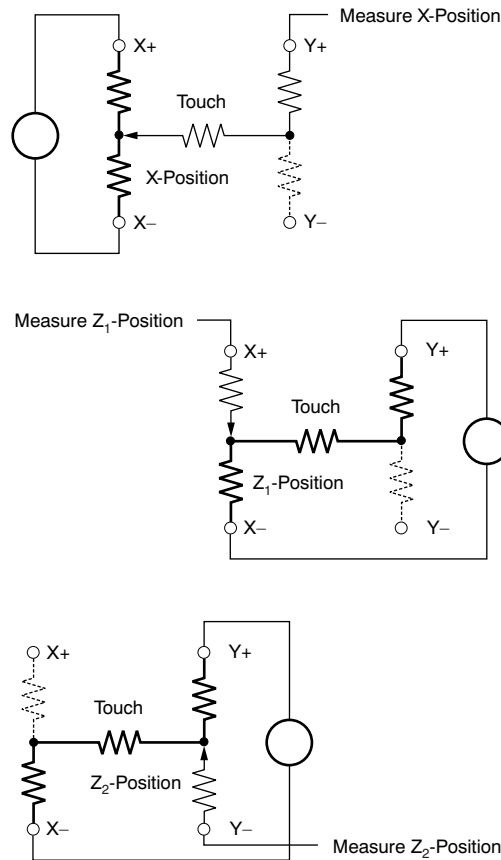 Measure X-Position
X+ Y+
Touch
X-Position
X– Y–
Measure Z₁-Position
X+ Y+
Touch
Z₁-Position
X– Y–
X+ Y+
Touch
Z₂-Position
X– Y–
Measure Z₂-Position